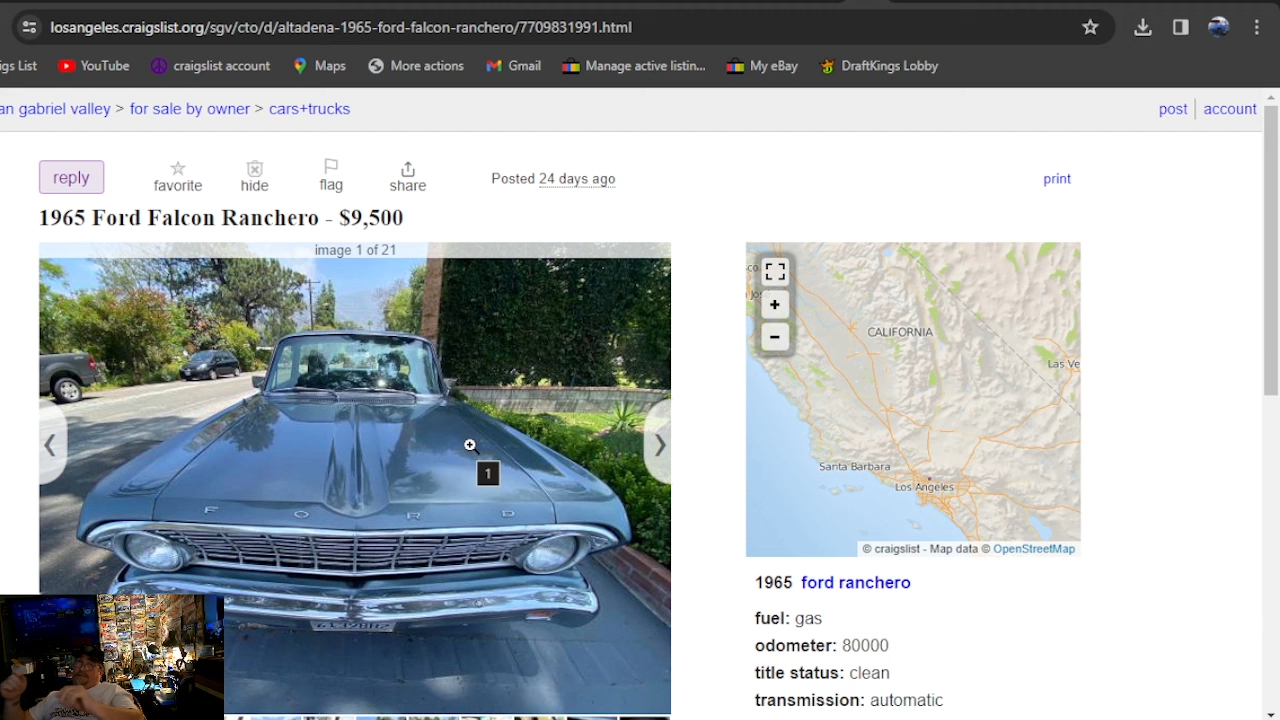 losangeles.craigslist.org/sgv/cto/d/altadena-1965-ford-falcon-ranchero/7709831991.html
igs List YouTube craigslist account Maps More actions Gmail Manage active listin... My eBay DraftKings Lobby
an gabriel valley > for sale by owner > cars+trucks post account
reply favorite hide flag share Posted 24 days ago print
1965 Ford Falcon Ranchero - $9,500
image 1 of 21
CALIFORNIA
Las Ve
1
Santa Barbara
Los Angeles
F O R D
© craigslist - Map data © OpenStreetMap
1965 ford ranchero
fuel: gas
odometer: 80000
title status: clean
transmission: automatic